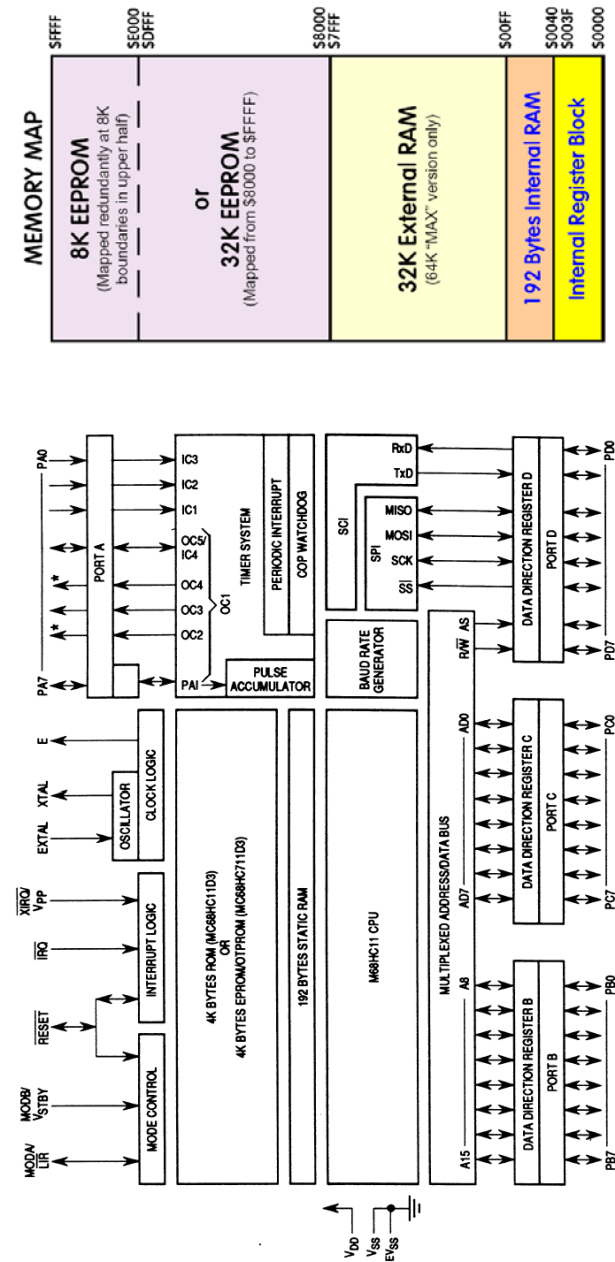 MODA/
LIR
MODB/
VSTBY
RESET
IRQ
XIRQ/
VPP
EXTAL
XTAL
E
PA7
*
*
PA0
MODE CONTROL
INTERRUPT LOGIC
OSCILLATOR
CLOCK LOGIC
PORT A
4K BYTES ROM (MC68HC11D3)
OR
4K BYTES EPROM/OTPROM (MC68HC711D3)
PAI
OC2
OC3
OC4
OC5/
IC4
IC1
IC2
IC3
OC1
PULSE
ACCUMULATOR
TIMER SYSTEM
PERIODIC INTERRUPT
COP WATCHDOG
192 BYTES STATIC RAM
M68HC11 CPU
BAUD RATE
GENERATOR
SCI
SPI
SS
SCK
MOSI
MISO
TxD
RxD
VDD
VSS
EVSS
MULTIPLEXED ADDRESS/DATA BUS
A15
A8
AD7
AD0
R/W
AS
DATA DIRECTION REGISTER B
PORT B
DATA DIRECTION REGISTER C
PORT C
DATA DIRECTION REGISTER D
PORT D
PB7
PB0
PC7
PC0
PD7
PD0
MEMORY MAP
8K EEPROM
(Mapped redundantly at 8K
boundaries in upper half)
or
32K EEPROM
(Mapped from $8000 to $FFFF)
32K External RAM
(64K "MAX" version only)
192 Bytes Internal RAM
Internal Register Block
$FFFF
$E000
$DFFF
$8000
$7FFF
$00FF
$0040
$003F
$0000